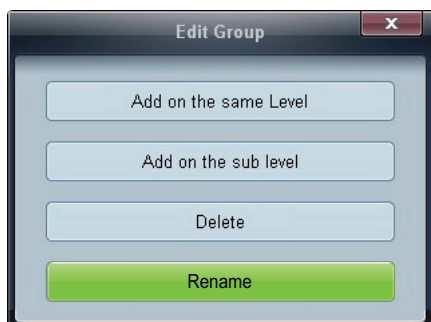 Edit Group
x
Add on the same Level
Add on the sub level
Delete
Rename